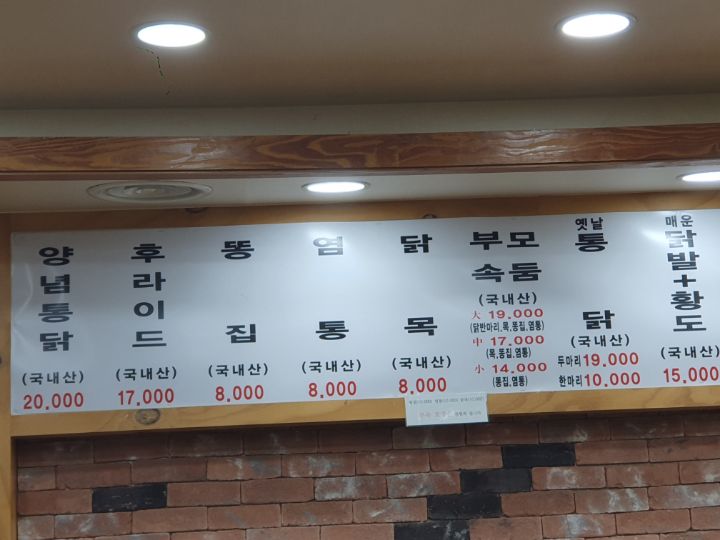 양념통닭
(국내산)
20.000
후라이드
(국내산)
17.000
똥집
(국내산)
8.000
염통
(국내산)
8.000
닭목
(국내산)
8.000
부모
속둠
(국내산)
大 19.000
(닭반마리,목,똥집,염통)
中 17.000
(목,똥집,염통)
小 14.000
(똥집,염통)
옛날
통닭
(국내산)
두마리 19.000
한마리 10.000
매운
닭발+황도
(국내산)
15.000